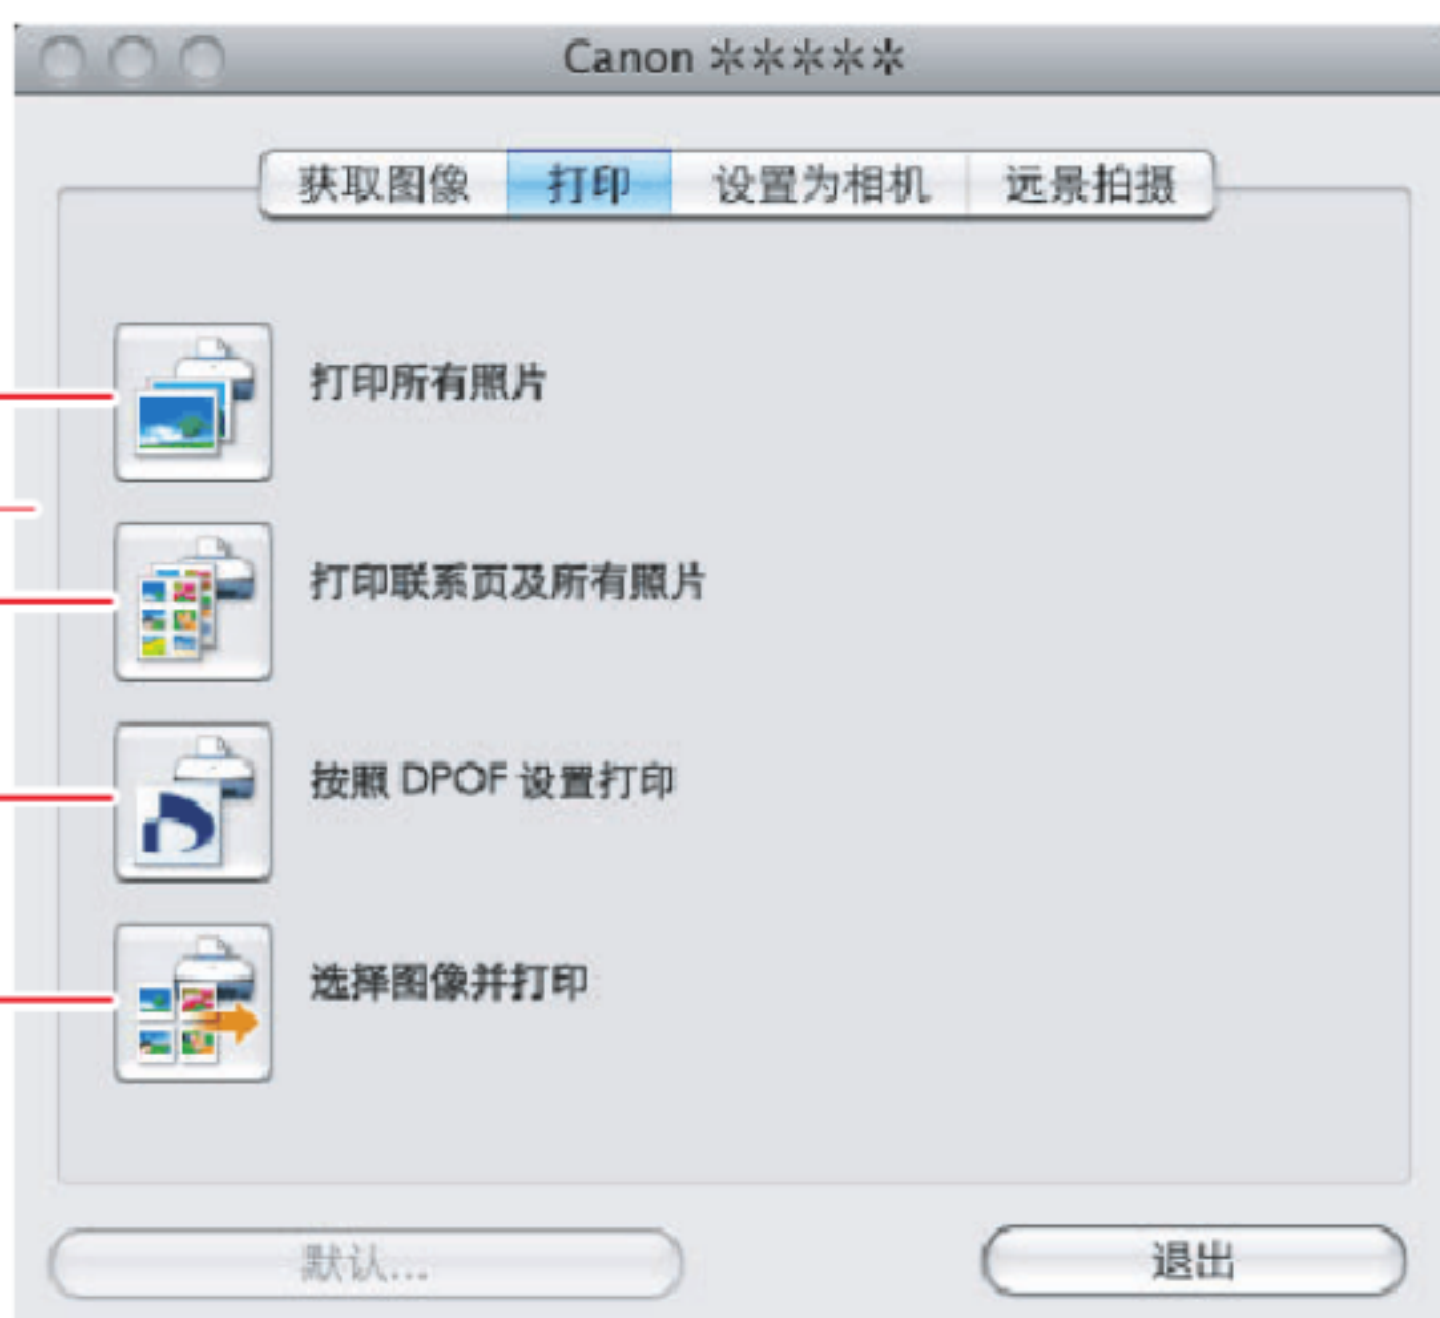 Canon ✲✲✲✲✲
获取图像 打印 设置为相机 远景拍摄
打印所有照片
打印联系页及所有照片
按照 DPOF 设置打印
选择图像并打印
默认... 退出